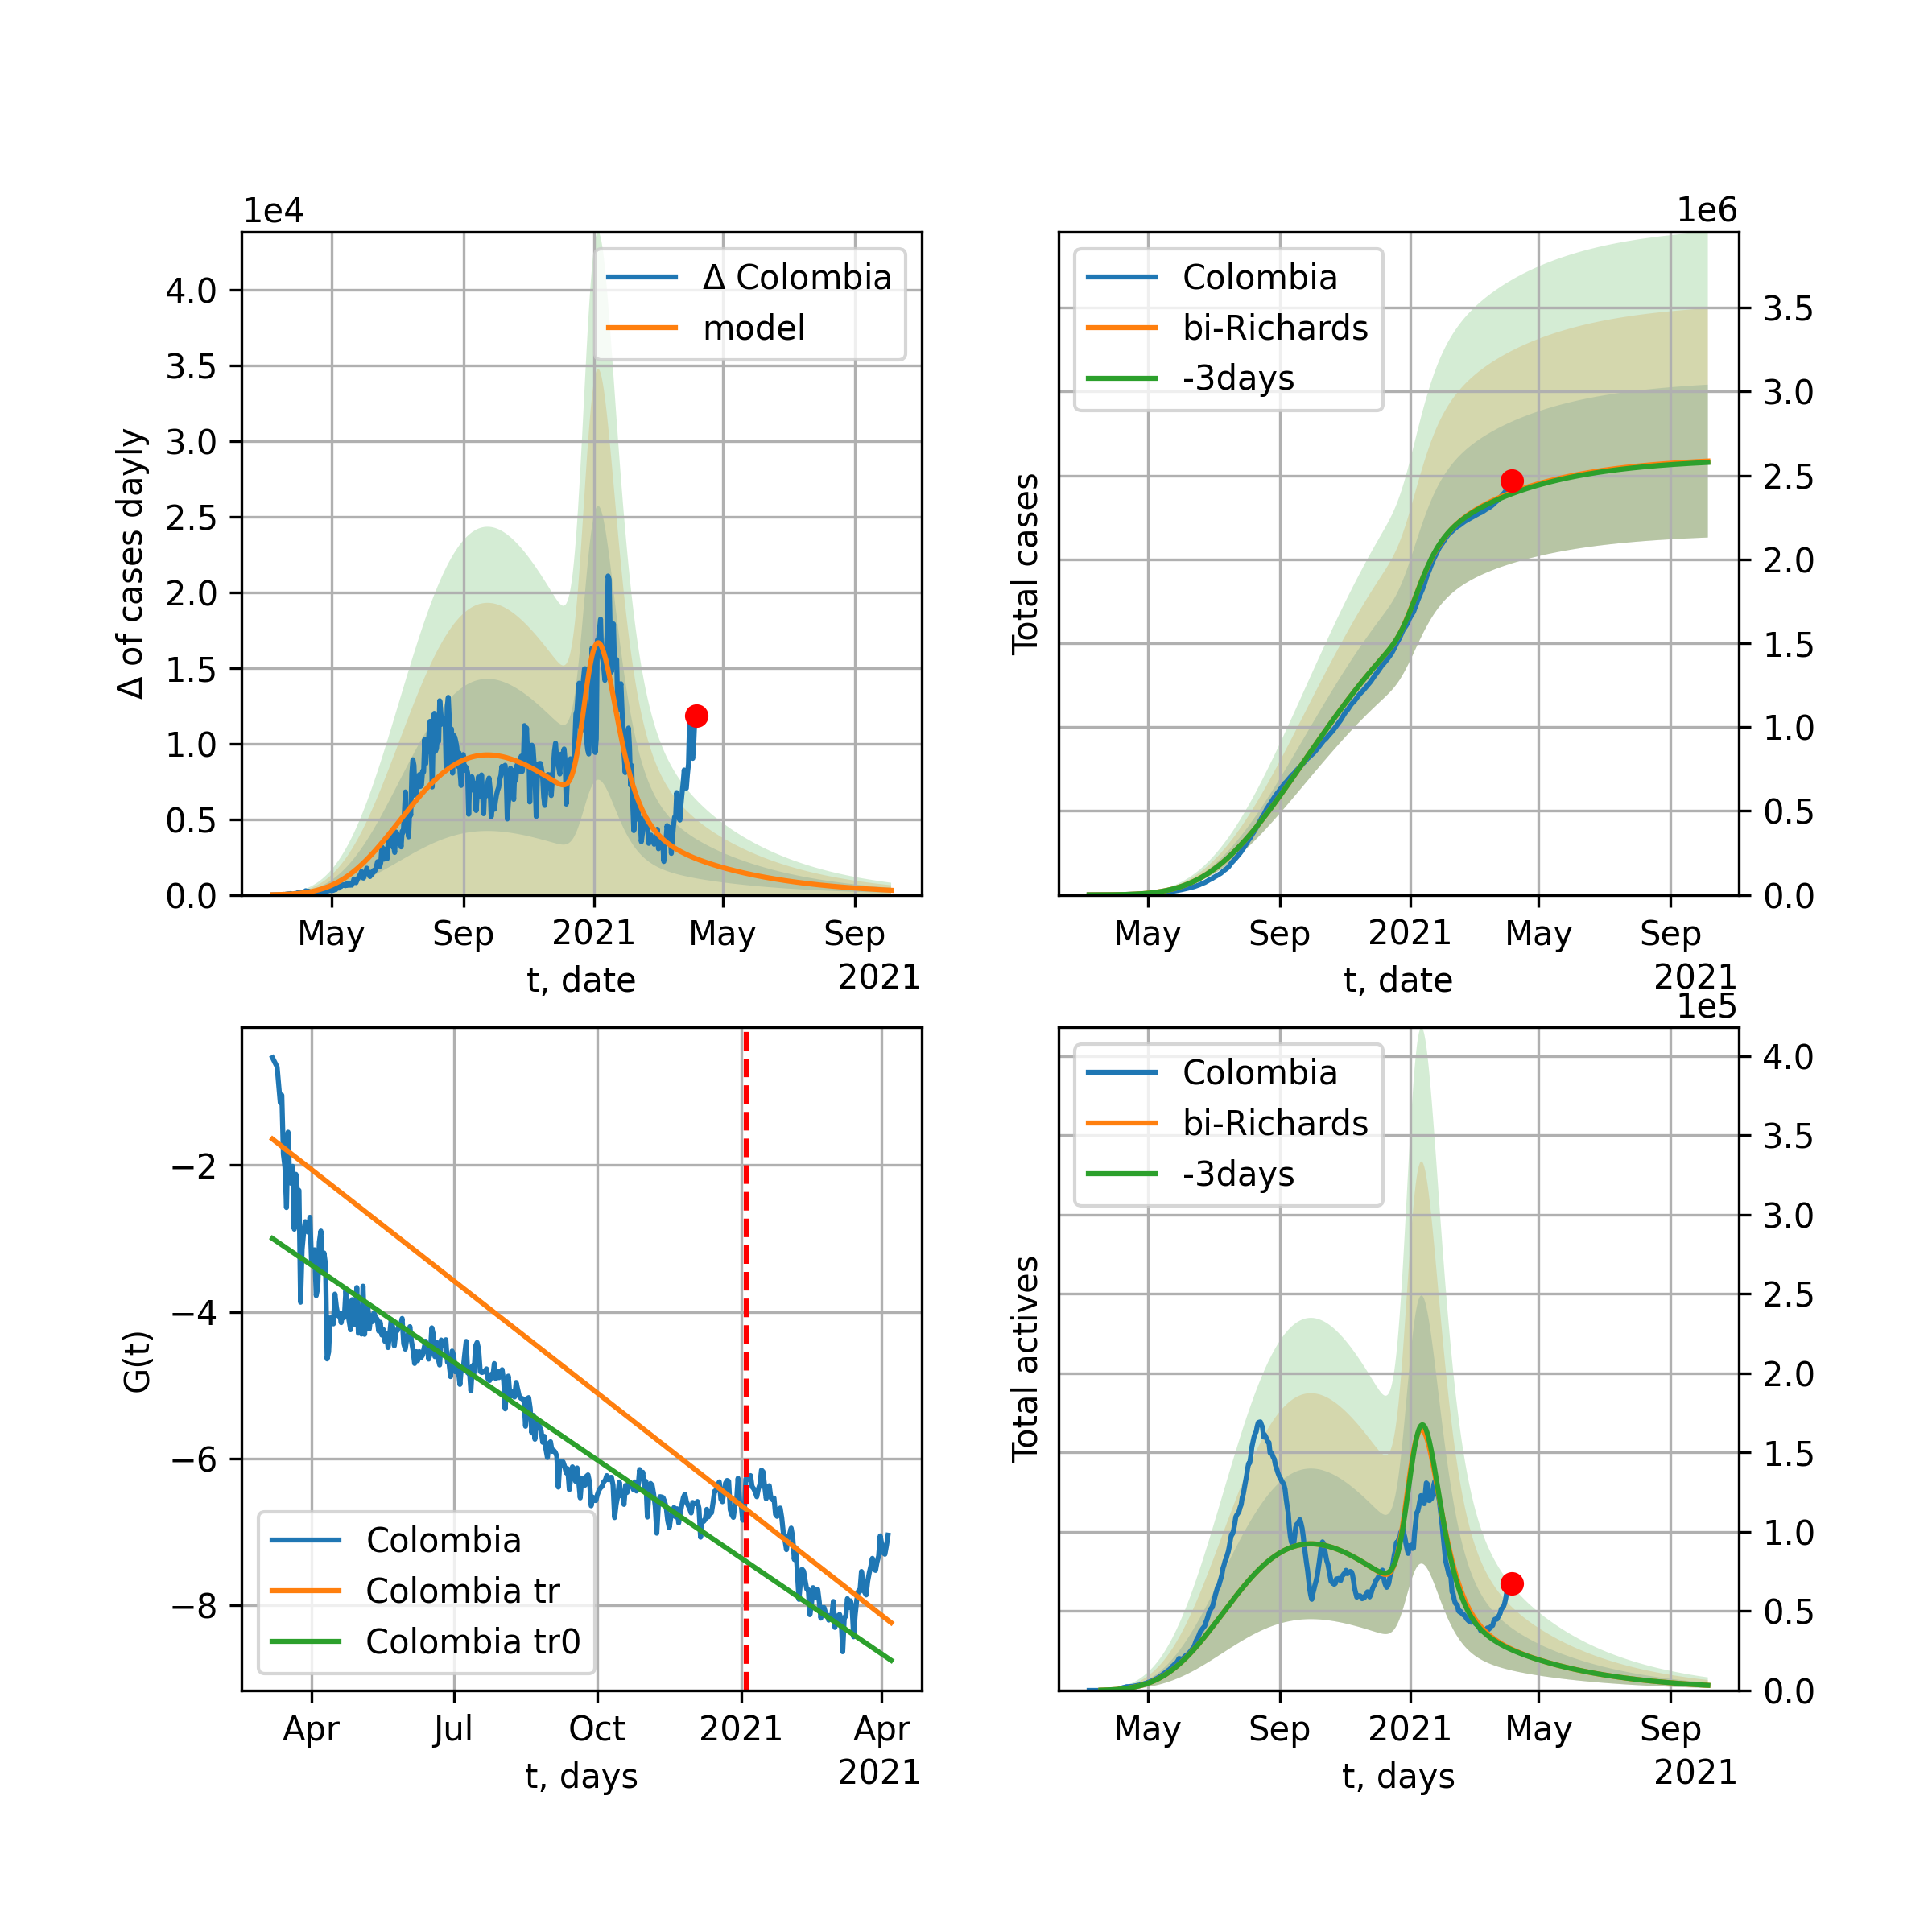 1e4
Δ of cases dayly
4.0
3.5
3.0
2.5
2.0
1.5
1.0
0.5
0.0
Δ Colombia
model
May Sep 2021 May Sep
t, date
2021
1e6
Total cases
Colombia
bi-Richards
-3days
3.5
3.0
2.5
2.0
1.5
1.0
0.5
0.0
May Sep 2021 May Sep
t, date
2021
G(t)
−2
−4
−6
−8
Colombia
Colombia tr
Colombia tr0
Apr Jul Oct 2021 Apr
t, days
2021
1e5
Total actives
Colombia
bi-Richards
-3days
4.0
3.5
3.0
2.5
2.0
1.5
1.0
0.5
0.0
May Sep 2021 May Sep
t, days
2021